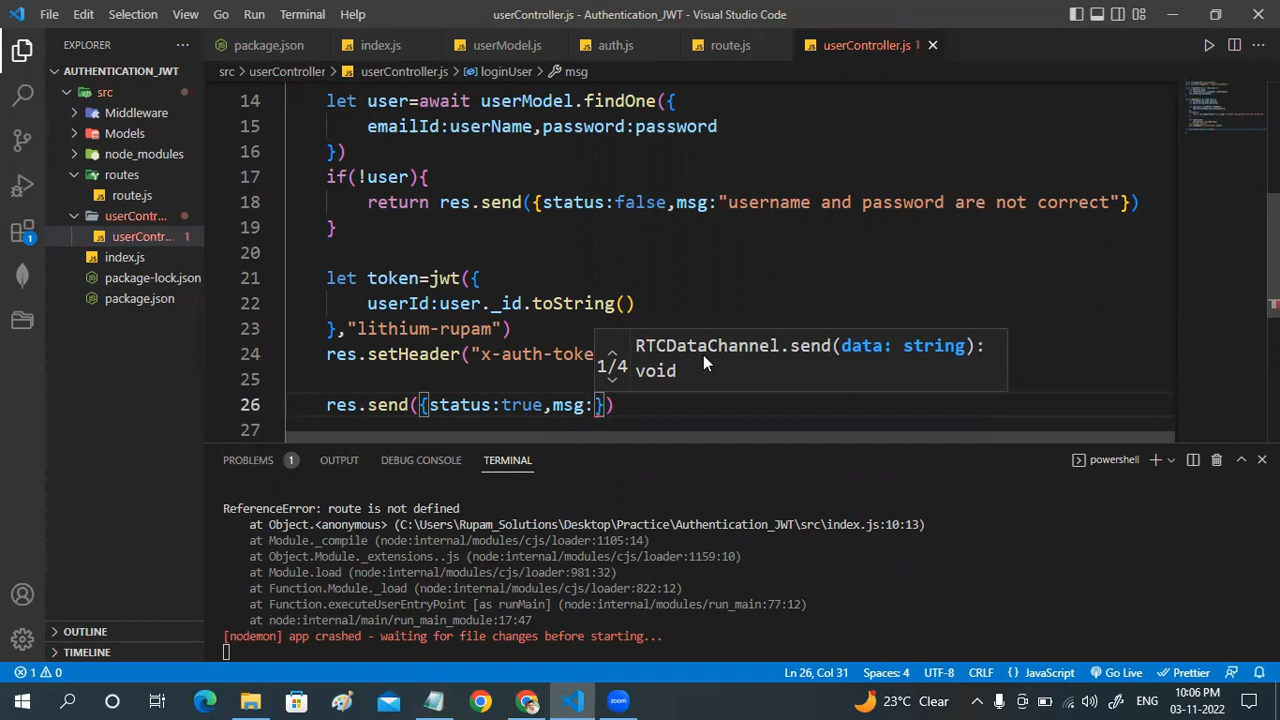 File Edit Selection View Go Run Terminal Help
userController.js - Authentication_JWT - Visual Studio Code
EXPLORER
package.json
index.js
userModel.js
auth.js
route.js
userController.js 1
AUTHENTICATION_JWT
src > userController > userController.js > loginUser > msg
src
Middleware
Models
node_modules
routes
route.js
userContr...
userContr... 1
index.js
package-lock.json
package.json
14 let user=await userModel.findOne({
15 emailId:userName,password:password
16 })
17 if(!user){
18 return res.send({status:false,msg:"username and password are not correct"})
19 }
20
21 let token=jwt({
22 userId:user._id.toString()
23 },"lithium-rupam")
24 res.setHeader("x-auth-toke
25
26 res.send({status:true,msg:})
27
1/4
RTCDataChannel.send(data: string):
void
PROBLEMS 1 OUTPUT DEBUG CONSOLE TERMINAL
powershell
ReferenceError: route is not defined
at Object.<anonymous> (C:\Users\Rupam_Solutions\Desktop\Practice\Authentication_JWT\src\index.js:10:13)
at Module._compile (node:internal/modules/cjs/loader:1105:14)
at Object.Module._extensions..js (node:internal/modules/cjs/loader:1159:10)
at Module.load (node:internal/modules/cjs/loader:981:32)
at Function.Module._load (node:internal/modules/cjs/loader:822:12)
at Function.executeUserEntryPoint [as runMain] (node:internal/modules/run_main:77:12)
at node:internal/main/run_main_module:17:47
[nodemon] app crashed - waiting for file changes before starting...
1
OUTLINE
TIMELINE
1 0
Ln 26, Col 31 Spaces: 4 UTF-8 CRLF {} JavaScript Go Live Prettier
23°C Clear
ENG
10:06 PM
03-11-2022